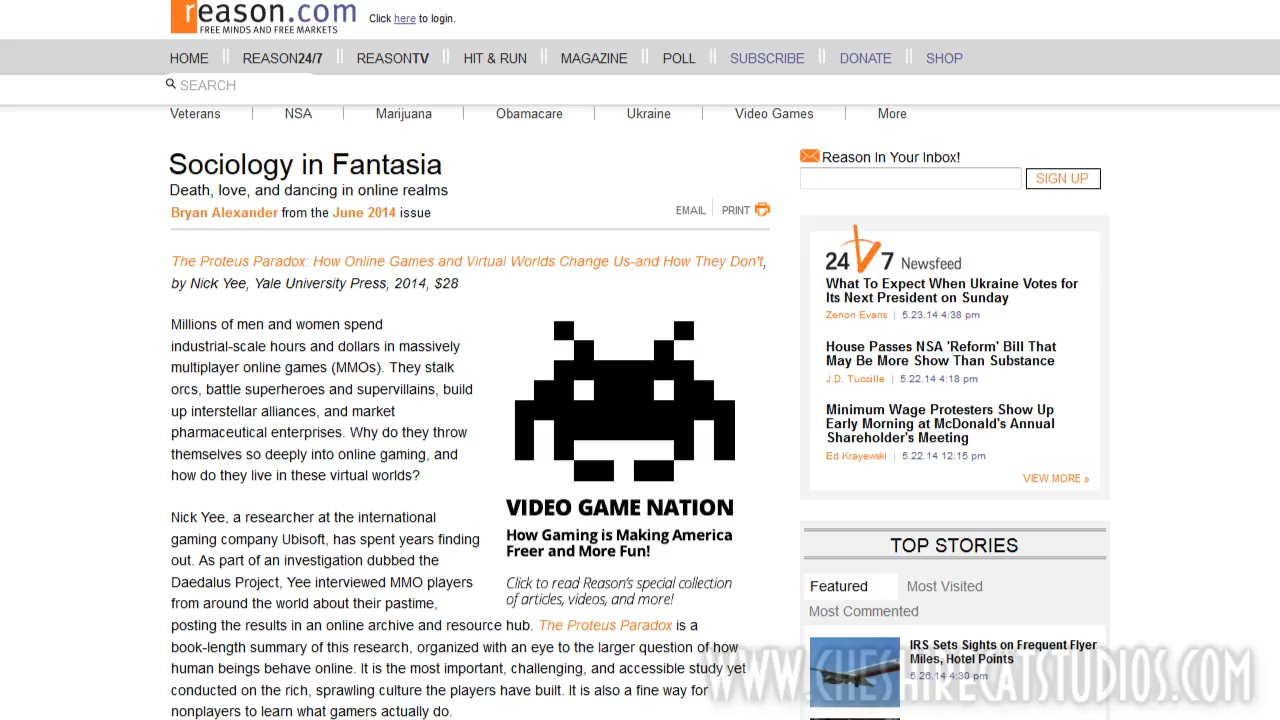 reason.com
FREE MINDS AND FREE MARKETS
Click here to login.
HOME REASON24/7 REASONTV HIT & RUN MAGAZINE POLL SUBSCRIBE DONATE SHOP
SEARCH
Veterans NSA Marijuana Obamacare Ukraine Video Games More
Sociology in Fantasia
Death, love, and dancing in online realms
Bryan Alexander from the June 2014 issue
EMAIL PRINT
The Proteus Paradox: How Online Games and Virtual Worlds Change Us-and How They Don't,
by Nick Yee, Yale University Press, 2014, $28
Millions of men and women spend
industrial-scale hours and dollars in massively
multiplayer online games (MMOs). They stalk
orcs, battle superheroes and supervillains, build
up interstellar alliances, and market
pharmaceutical enterprises. Why do they throw
themselves so deeply into online gaming, and
how do they live in these virtual worlds?
VIDEO GAME NATION
How Gaming is Making America
Freer and More Fun!
Click to read Reason's special collection
of articles, videos, and more!
Nick Yee, a researcher at the international
gaming company Ubisoft, has spent years finding
out. As part of an investigation dubbed the
Daedalus Project, Yee interviewed MMO players
from around the world about their pastime,
posting the results in an online archive and resource hub. The Proteus Paradox is a
book-length summary of this research, organized with an eye to the larger question of how
human beings behave online. It is the most important, challenging, and accessible study yet
conducted on the rich, sprawling culture the players have built. It is also a fine way for
nonplayers to learn what gamers actually do.
Reason In Your Inbox!
SIGN UP
24/7 Newsfeed
What To Expect When Ukraine Votes for
Its Next President on Sunday
Zenon Evans | 5.23.14 4:38 pm
House Passes NSA 'Reform' Bill That
May Be More Show Than Substance
J.D. Tuccille | 5.22.14 4:18 pm
Minimum Wage Protesters Show Up
Early Morning at McDonald's Annual
Shareholder's Meeting
Ed Krayewski | 5.22.14 12:15 pm
VIEW MORE »
TOP STORIES
Featured Most Visited
Most Commented
IRS Sets Sights on Frequent Flyer
Miles, Hotel Points
5.26.14 4:30 pm
WWW.CHESHIRECATSTUDIOS.COM